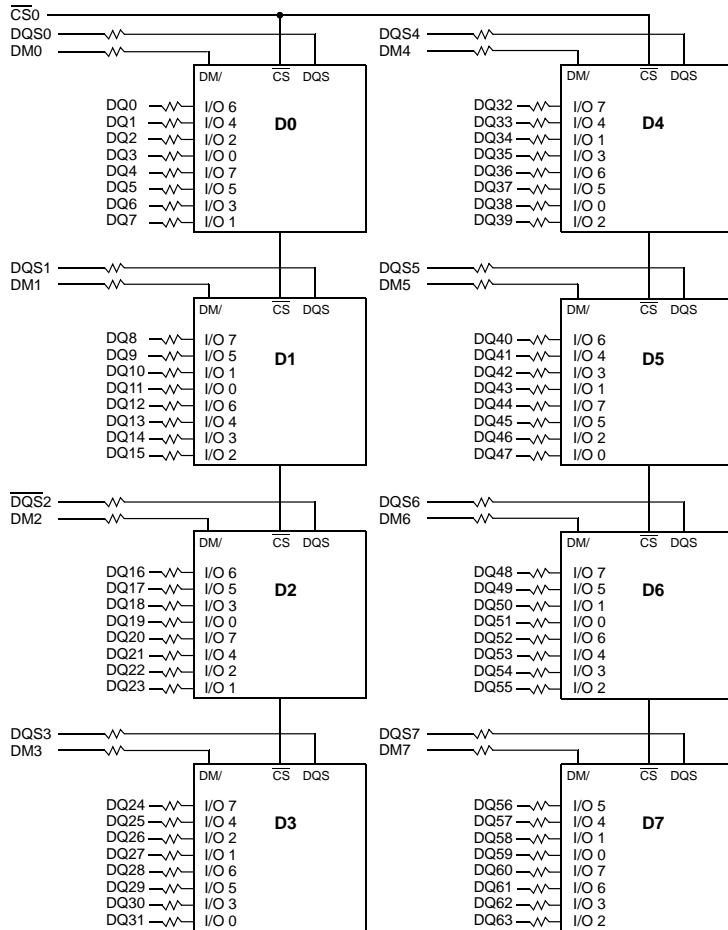 CS0
DQS0
DM0
DM/ CS DQS
D0
DQ0 I/O 6
DQ1 I/O 4
DQ2 I/O 2
DQ3 I/O 0
DQ4 I/O 7
DQ5 I/O 5
DQ6 I/O 3
DQ7 I/O 1
DQS1
DM1
DM/ CS DQS
D1
DQ8 I/O 7
DQ9 I/O 5
DQ10 I/O 1
DQ11 I/O 0
DQ12 I/O 6
DQ13 I/O 4
DQ14 I/O 3
DQ15 I/O 2
DQS2
DM2
DM/ CS DQS
D2
DQ16 I/O 6
DQ17 I/O 5
DQ18 I/O 3
DQ19 I/O 0
DQ20 I/O 7
DQ21 I/O 4
DQ22 I/O 2
DQ23 I/O 1
DQS3
DM3
DM/ CS DQS
D3
DQ24 I/O 7
DQ25 I/O 4
DQ26 I/O 2
DQ27 I/O 1
DQ28 I/O 6
DQ29 I/O 5
DQ30 I/O 3
DQ31 I/O 0
DQS4
DM4
DM/ CS DQS
D4
DQ32 I/O 7
DQ33 I/O 4
DQ34 I/O 1
DQ35 I/O 3
DQ36 I/O 6
DQ37 I/O 5
DQ38 I/O 0
DQ39 I/O 2
DQS5
DM5
DM/ CS DQS
D5
DQ40 I/O 6
DQ41 I/O 4
DQ42 I/O 3
DQ43 I/O 1
DQ44 I/O 7
DQ45 I/O 5
DQ46 I/O 2
DQ47 I/O 0
DQS6
DM6
DM/ CS DQS
D6
DQ48 I/O 7
DQ49 I/O 5
DQ50 I/O 1
DQ51 I/O 0
DQ52 I/O 6
DQ53 I/O 4
DQ54 I/O 3
DQ55 I/O 2
DQS7
DM7
DM/ CS DQS
D7
DQ56 I/O 5
DQ57 I/O 4
DQ58 I/O 1
DQ59 I/O 0
DQ60 I/O 7
DQ61 I/O 6
DQ62 I/O 3
DQ63 I/O 2